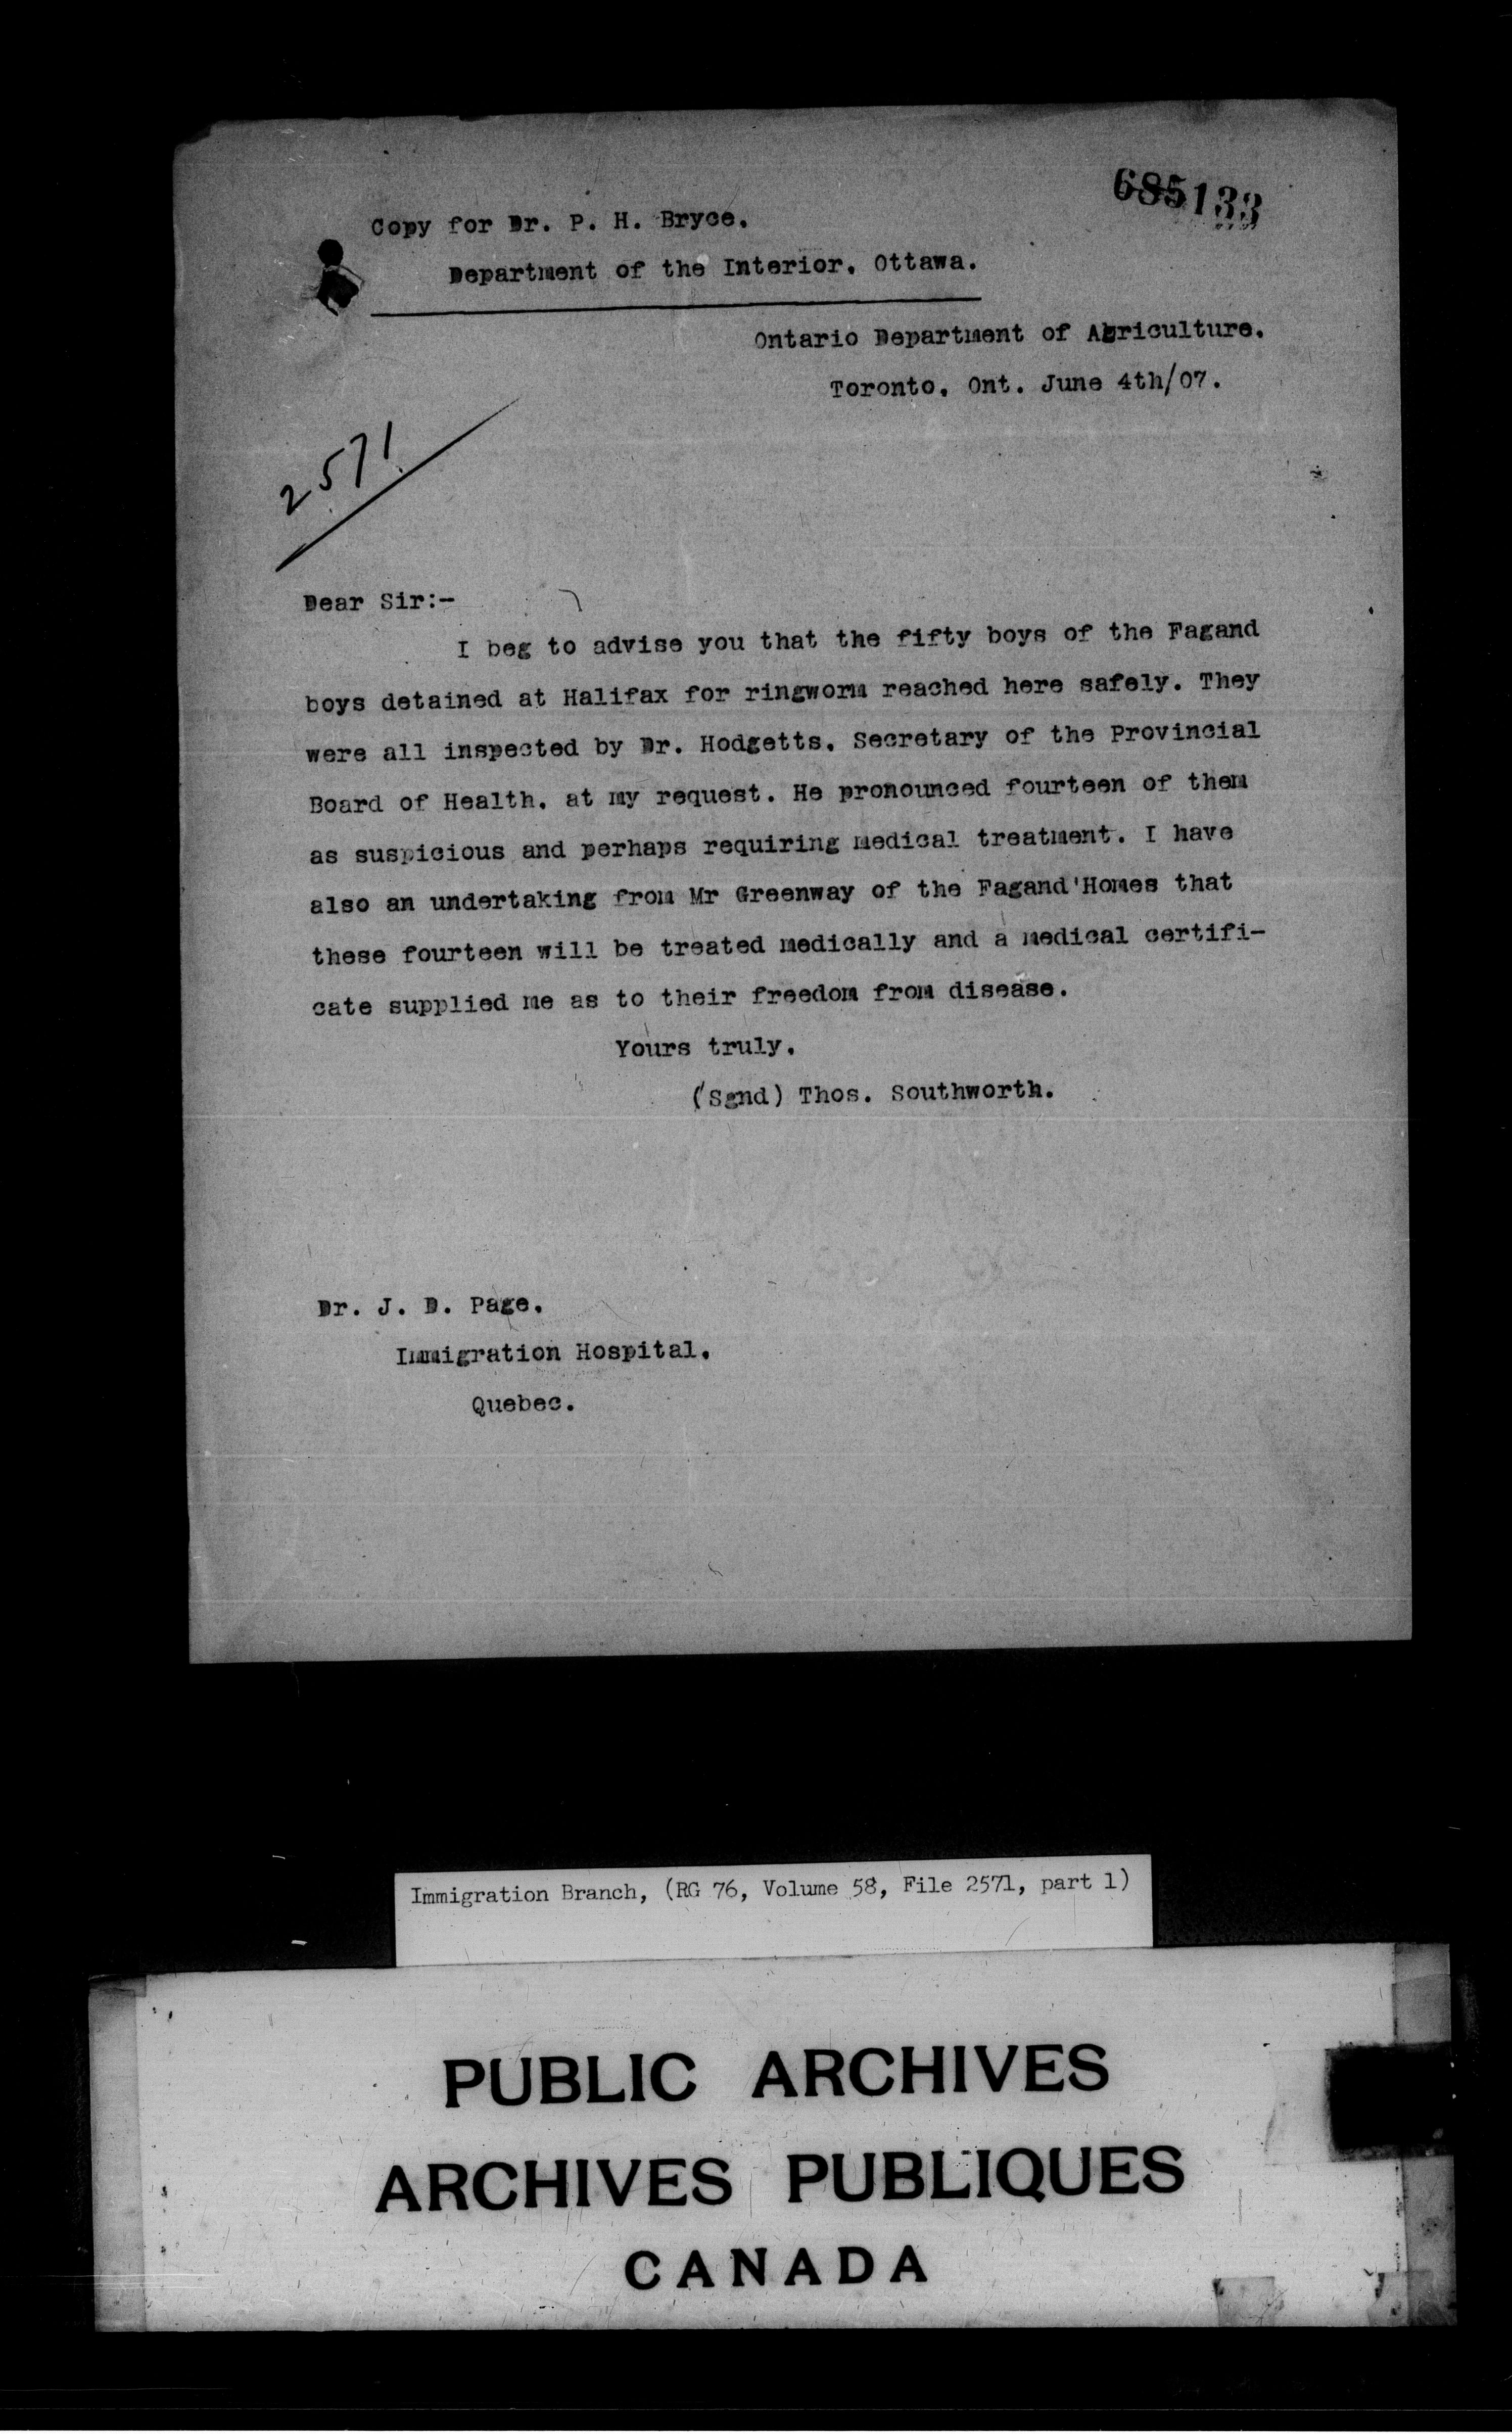 685133
Copy for Dr. P. H. Bryce.
Department of the Interior, Ottawa.
Ontario Department of Agriculture.
Toronto, Ont. June 4th/07.
2571
Dear Sir:-
I beg to advise you that the fifty boys of the Fagand
boys detained at Halifax for ringworm reached here safely. They
were all inspected by Dr. Hodgetts, Secretary of the Provincial
Board of Health, at my request. He pronounced fourteen of them
as suspicious and perhaps requiring medical treatment. I have
also an undertaking from Mr Greenway of the Fagand'Homes that
these fourteen will be treated medically and a medical certifi-
cate supplied me as to their freedom from disease.
Yours truly,
(Sgnd) Thos. Southworth.
Dr. J. D. Page,
Immigration Hospital,
Quebec.
Immigration Branch, (RG 76, Volume 58, File 2571, part 1)
PUBLIC ARCHIVES
ARCHIVES PUBLIQUES
CANADA